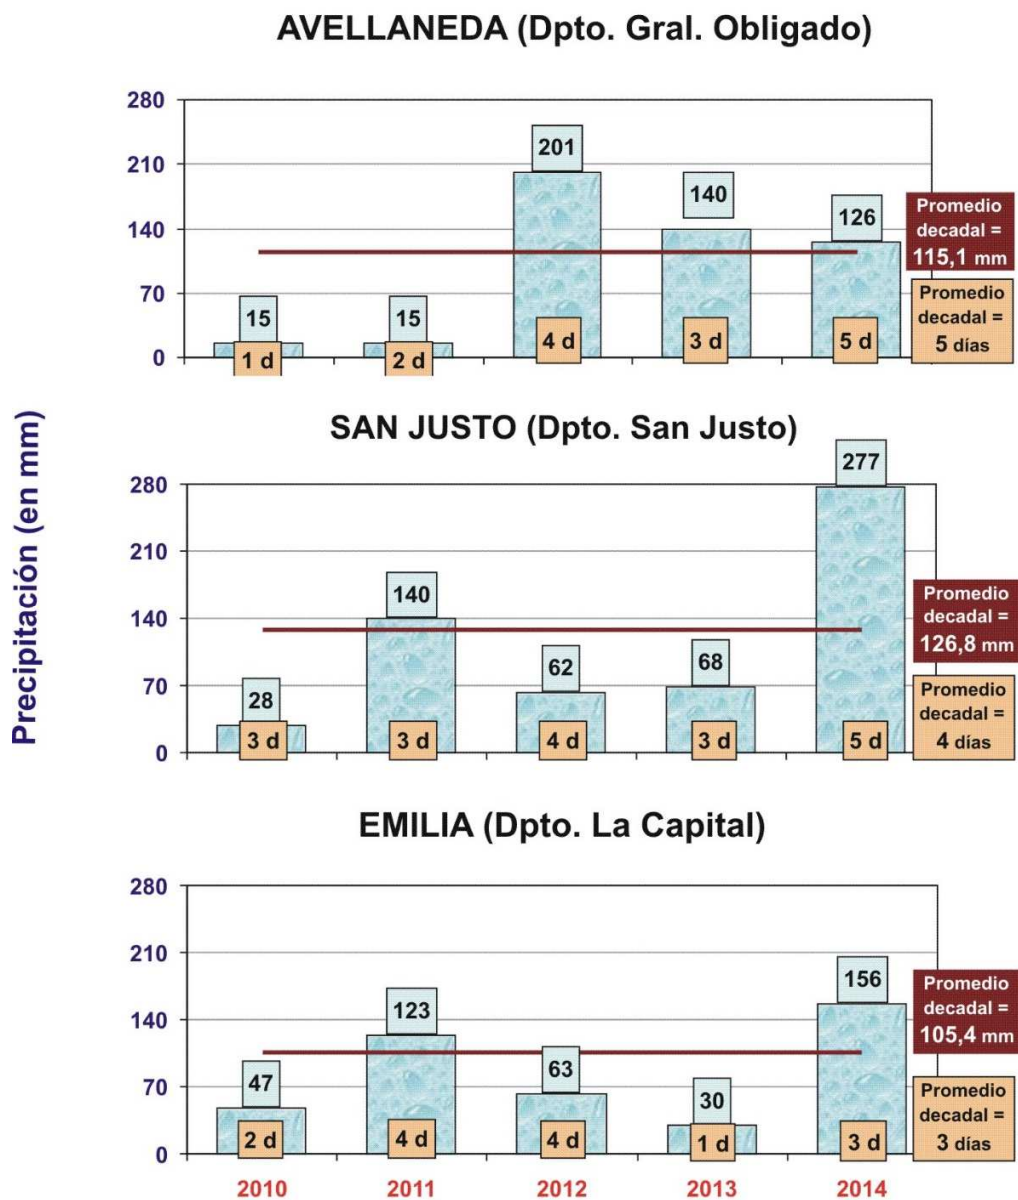 AVELLANEDA (Dpto. Gral. Obligado)
280
210
140
70
0
15
15
201
140
126
1 d
2 d
4 d
3 d
5 d
Promedio
decadal =
115,1 mm
Promedio
decadal =
5 días
Precipitación (en mm)
SAN JUSTO (Dpto. San Justo)
280
210
140
70
0
28
140
62
68
277
3 d
3 d
4 d
3 d
5 d
Promedio
decadal =
126,8 mm
Promedio
decadal =
4 días
EMILIA (Dpto. La Capital)
280
210
140
70
0
47
123
63
30
156
2 d
4 d
4 d
1 d
3 d
Promedio
decadal =
105,4 mm
Promedio
decadal =
3 días
2010
2011
2012
2013
2014